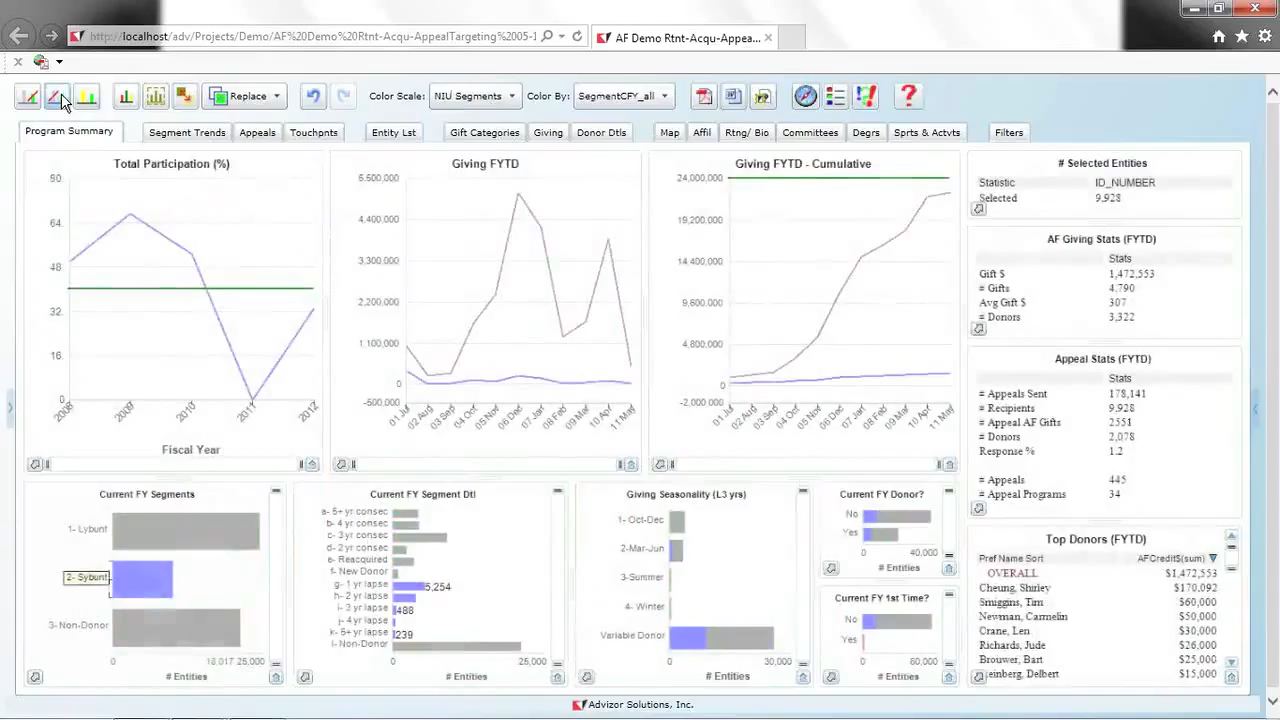 http://localhost/adv/Projects/Demo/AF%20Demo%20Rtnt-Acqu-AppealTargeting%2005-1
AF Demo Rtnt-Acqu-Appea...
Replace
Color Scale:
NIU Segments
Color By:
SegmentCFY_all
Program Summary
Segment Trends
Appeals
Touchpnts
Entity Lst
Gift Categories
Giving
Donor Dtls
Map
Affil
Rtng/ Bio
Committees
Degrs
Sprts & Actvts
Filters
Total Participation (%)
90.
64
48
32.
16
0
2008
2009
2010
2011
2012
Fiscal Year
Giving FYTD
6,500,000
4,400,000
3,300,000
2,200,000
1,100,000
0
-500,000
01 Jul
02 Aug
03 Sep
04 Oct
05 Nov
06 Dec
07 Jan
08 Feb
09 Mar
10 Apr
11 May
Giving FYTD - Cumulative
24,000,000
19,200,000
14,400,000
9,600,000
4,800,000
0
-2,000,000
01 Jul
02 Aug
03 Sep
04 Oct
05 Nov
06 Dec
07 Jan
08 Feb
09 Mar
10 Apr
11 May
# Selected Entities
Statistic ID_NUMBER
Selected 9,928
AF Giving Stats (FYTD)
Stats
Gift $ 1,472,553
# Gifts 4,790
Avg Gift $ 307
# Donors 3,322
Appeal Stats (FYTD)
Stats
# Appeals Sent 178,141
# Recipients 9,928
# Appeal AF Gifts 2551
# Donors 2,078
Response % 1.2
# Appeals 445
# Appeal Programs 34
Current FY Segments
1- Lybunt
2- Sybunt
3- Non-Donor
0
25,000
# Entities
Current FY Segment Dtl
a- 5+ yr consec
b- 4 yr consec
c- 3 yr consec
d- 2 yr consec
e- Reacquired
f- New Donor
g- 1 yr lapse 5,254
h- 2 yr lapse
i- 3 yr lapse 488
j- 4 yr lapse
k- 5+ yr lapse 239
l- Non-Donor
0
25,000
# Entities
Giving Seasonality (L3 yrs)
1- Oct-Dec
2-Mar-Jun
3-Summer
4- Winter
Variable Donor
0
30,000
# Entities
Current FY Donor?
No
Yes
0
40,000
# Entities
Current FY 1st Time?
No
Yes
0
60,000
# Entities
Top Donors (FYTD)
Pref Name Sort AFCredit$(sum)
OVERALL $1,472,553
Cheung, Shirley $170,092
Smiggins, Tim $60,000
Newman, Carmelin $50,000
Crane, Len $30,000
Richards, Jude $26,000
Brouwer, Bart $25,000
Delbert $15,000
Advizor Solutions, Inc.